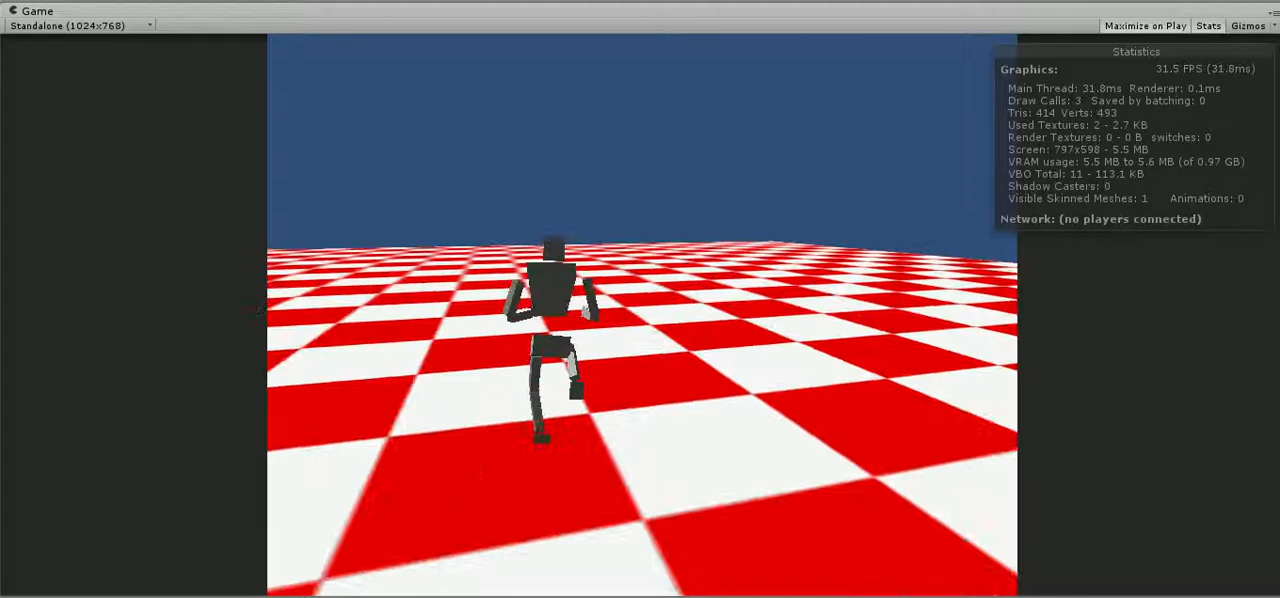 Game
Standalone (1024x768) Maximize on Play Stats Gizmos
Statistics
Graphics: 31.5 FPS (31.8ms)
Main Thread: 31.8ms Renderer: 0.1ms
Draw Calls: 3 Saved by batching: 0
Tris: 414 Verts: 493
Used Textures: 2 - 2.7 KB
Render Textures: 0 - 0 B switches: 0
Screen: 797x598 - 5.5 MB
VRAM usage: 5.5 MB to 5.6 MB (of 0.97 GB)
VBO Total: 11 - 113.1 KB
Shadow Casters: 0
Visible Skinned Meshes: 1 Animations: 0
Network: (no players connected)